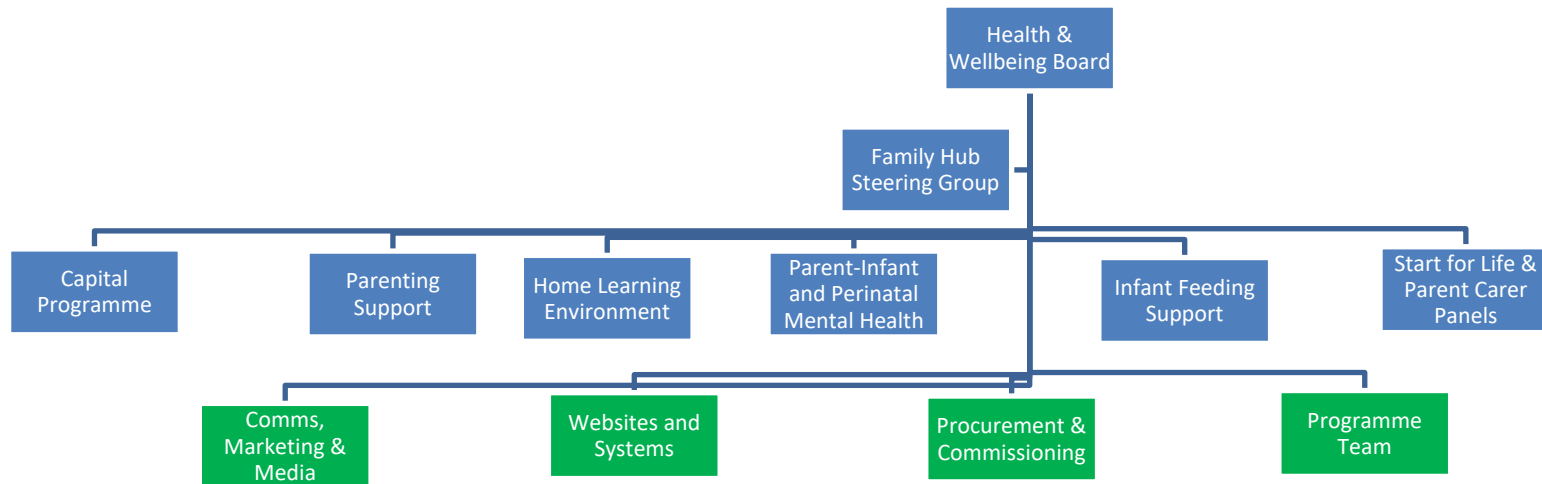 Health &
Wellbeing Board
Family Hub
Steering Group
Capital
Programme
Parenting
Support
Home Learning
Environment
Parent-Infant
and Perinatal
Mental Health
Infant Feeding
Support
Start for Life &
Parent Carer
Panels
Comms,
Marketing &
Media
Websites and
Systems
Procurement &
Commissioning
Programme
Team